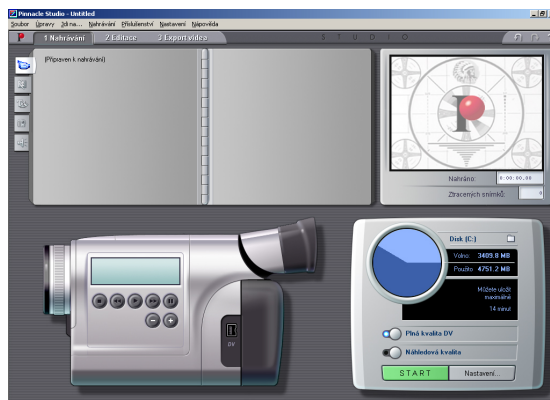 Pinnacle Studio - Untitled
Soubor Úpravy Jdi na... Nahrávání Příslušenství Nastavení Nápověda
1 Nahrávání 2 Editace 3 Export videa S T U D I O
(Připraven k nahrávání)
P
Nahráno: 0:00:00.00
Ztracených snímků: 0
Disk (C:)
Volno: 3409.8 MB
Použito: 4751.2 MB
Můžete uložit
maximálně
14 minut
DV
Plná kvalita DV
Náhledová kvalita
START Nastavení...